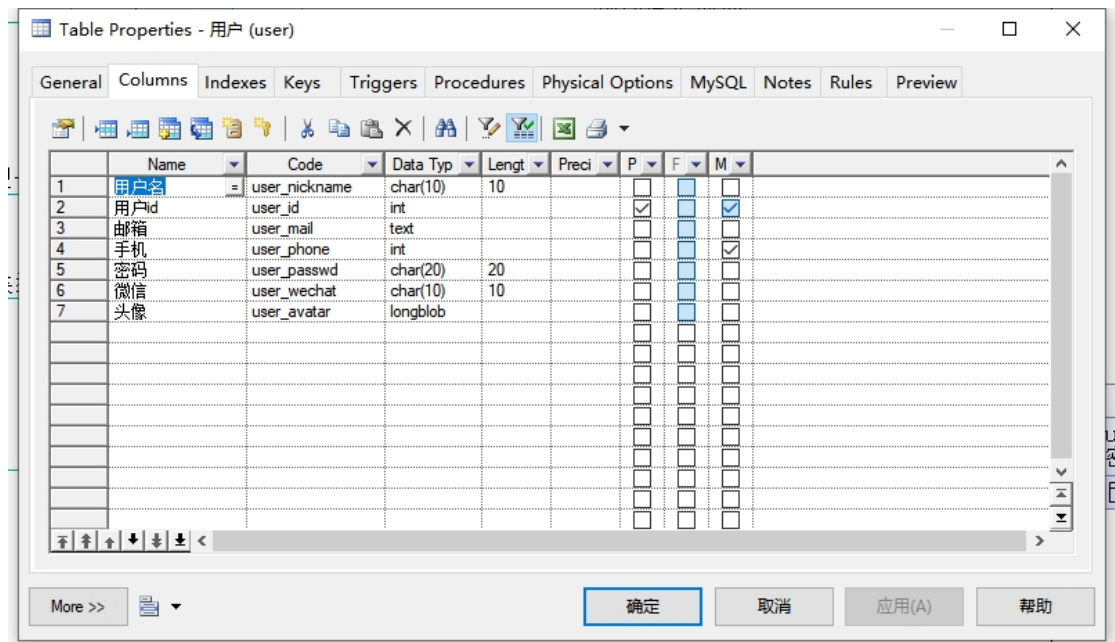 Table Properties - 用户 (user)
General Columns Indexes Keys Triggers Procedures Physical Options MySQL Notes Rules Preview
Name Code Data Typ Lengt Preci P F M
1 用户名 = user_nickname char(10) 10
2 用户id user_id int
3 邮箱 user_mail text
4 手机 user_phone int
5 密码 user_passwd char(20) 20
6 微信 user_wechat char(10) 10
7 头像 user_avatar longblob
More >> 确定 取消 应用(A) 帮助